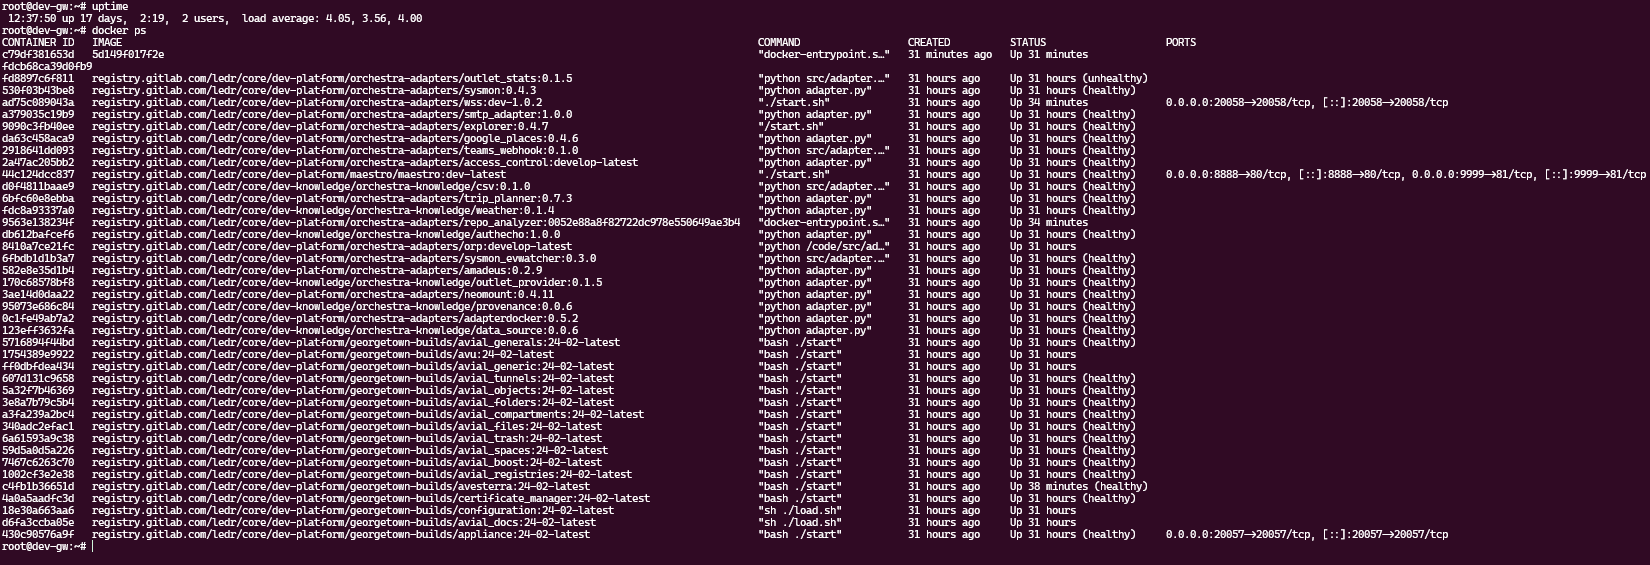 root@dev-gw:~# uptime
 12:37:50 up 17 days,  2:19,  2 users,  load average: 4.05, 3.56, 4.00
root@dev-gw:~# docker ps
CONTAINER ID   IMAGE   COMMAND   CREATED   STATUS   PORTS
c79df381653d   5d149f017f2e   "docker-entrypoint.s…"   31 minutes ago   Up 31 minutes
fdcb68ca39d0fb9
fd8897c6f811   registry.gitlab.com/ledr/core/dev-platform/orchestra-adapters/outlet_stats:0.1.5   "python src/adapter.…"   31 hours ago   Up 31 hours (unhealthy)
530f03b43be8   registry.gitlab.com/ledr/core/dev-platform/orchestra-adapters/sysmon:0.4.3   "python adapter.py"   31 hours ago   Up 31 hours (healthy)
ad75c089043a   registry.gitlab.com/ledr/core/dev-platform/orchestra-adapters/wss:dev-1.0.2   "./start.sh"   31 hours ago   Up 34 minutes   0.0.0.0:20058->20058/tcp, [::]:20058->20058/tcp
a379035c19b9   registry.gitlab.com/ledr/core/dev-platform/orchestra-adapters/smtp_adapter:1.0.0   "python adapter.py"   31 hours ago   Up 31 hours (healthy)
9090c3fb40ee   registry.gitlab.com/ledr/core/dev-platform/orchestra-adapters/explorer:0.4.7   "/start.sh"   31 hours ago   Up 31 hours (healthy)
da63c458aca9   registry.gitlab.com/ledr/core/dev-platform/orchestra-adapters/google_places:0.4.6   "python adapter.py"   31 hours ago   Up 31 hours (healthy)
2918641dd093   registry.gitlab.com/ledr/core/dev-platform/orchestra-adapters/teams_webhook:0.1.0   "python src/adapter.…"   31 hours ago   Up 31 hours (healthy)
2a47ac205bb2   registry.gitlab.com/ledr/core/dev-platform/orchestra-adapters/access_control:develop-latest   "python adapter.py"   31 hours ago   Up 31 hours (healthy)
44c124dcc837   registry.gitlab.com/ledr/core/dev-platform/maestro/maestro:dev-latest   "./start.sh"   31 hours ago   Up 31 hours (healthy)   0.0.0.0:8888->80/tcp, [::]:8888->80/tcp, 0.0.0.0:9999->81/tcp, [::]:9999->81/tcp
d0f4811baae9   registry.gitlab.com/ledr/core/dev-knowledge/orchestra-knowledge/csv:0.1.0   "python src/adapter.…"   31 hours ago   Up 31 hours (healthy)
6bfc60e8ebba   registry.gitlab.com/ledr/core/dev-platform/orchestra-adapters/trip_planner:0.7.3   "python adapter.py"   31 hours ago   Up 31 hours (healthy)
fdc8a93337a0   registry.gitlab.com/ledr/core/dev-knowledge/orchestra-knowledge/weather:0.1.4   "python adapter.py"   31 hours ago   Up 31 hours (healthy)
9563e138234f   registry.gitlab.com/ledr/core/dev-platform/orchestra-adapters/repo_analyzer:0052e88a8f82722dc978e550649ae3b4   "docker-entrypoint.s…"   31 hours ago   Up 34 minutes
db612bafcef6   registry.gitlab.com/ledr/core/dev-knowledge/orchestra-knowledge/authecho:1.0.0   "python adapter.py"   31 hours ago   Up 31 hours (healthy)
8410a7ce21fc   registry.gitlab.com/ledr/core/dev-platform/orchestra-adapters/orp:develop-latest   "python /code/src/ad…"   31 hours ago   Up 31 hours
6fbdb1d1b3a7   registry.gitlab.com/ledr/core/dev-platform/orchestra-adapters/sysmon_evwatcher:0.3.0   "python src/adapter.…"   31 hours ago   Up 31 hours (healthy)
582e8e35d1b4   registry.gitlab.com/ledr/core/dev-platform/orchestra-adapters/amadeus:0.2.9   "python adapter.py"   31 hours ago   Up 31 hours (healthy)
170c68578bf8   registry.gitlab.com/ledr/core/dev-knowledge/orchestra-knowledge/outlet_provider:0.1.5   "python adapter.py"   31 hours ago   Up 31 hours (healthy)
3ae14d0daa22   registry.gitlab.com/ledr/core/dev-platform/orchestra-adapters/neomount:0.4.11   "python adapter.py"   31 hours ago   Up 31 hours (healthy)
95073e686c84   registry.gitlab.com/ledr/core/dev-knowledge/orchestra-knowledge/provenance:0.0.6   "python adapter.py"   31 hours ago   Up 31 hours (healthy)
0c1fe49ab7a2   registry.gitlab.com/ledr/core/dev-platform/orchestra-adapters/adapterdocker:0.5.2   "python adapter.py"   31 hours ago   Up 31 hours (healthy)
123eff3632fa   registry.gitlab.com/ledr/core/dev-knowledge/orchestra-knowledge/data_source:0.0.6   "python adapter.py"   31 hours ago   Up 31 hours (healthy)
5716894f44bd   registry.gitlab.com/ledr/core/dev-platform/georgetown-builds/avial_generals:24-02-latest   "bash ./start"   31 hours ago   Up 31 hours (healthy)
1754389e9922   registry.gitlab.com/ledr/core/dev-platform/georgetown-builds/avu:24-02-latest   "bash ./start"   31 hours ago   Up 31 hours
ff0dbfdea434   registry.gitlab.com/ledr/core/dev-platform/georgetown-builds/avial_generic:24-02-latest   "bash ./start"   31 hours ago   Up 31 hours
607d131c9658   registry.gitlab.com/ledr/core/dev-platform/georgetown-builds/avial_tunnels:24-02-latest   "bash ./start"   31 hours ago   Up 31 hours (healthy)
5a32f7b46369   registry.gitlab.com/ledr/core/dev-platform/georgetown-builds/avial_objects:24-02-latest   "bash ./start"   31 hours ago   Up 31 hours (healthy)
3e8a7b79c5b4   registry.gitlab.com/ledr/core/dev-platform/georgetown-builds/avial_folders:24-02-latest   "bash ./start"   31 hours ago   Up 31 hours (healthy)
a3fa239a2bc4   registry.gitlab.com/ledr/core/dev-platform/georgetown-builds/avial_compartments:24-02-latest   "bash ./start"   31 hours ago   Up 31 hours (healthy)
340adc2efac1   registry.gitlab.com/ledr/core/dev-platform/georgetown-builds/avial_files:24-02-latest   "bash ./start"   31 hours ago   Up 31 hours (healthy)
6a61593a9c38   registry.gitlab.com/ledr/core/dev-platform/georgetown-builds/avial_trash:24-02-latest   "bash ./start"   31 hours ago   Up 31 hours (healthy)
59d5a0d5a226   registry.gitlab.com/ledr/core/dev-platform/georgetown-builds/avial_spaces:24-02-latest   "bash ./start"   31 hours ago   Up 31 hours (healthy)
7467c6263c70   registry.gitlab.com/ledr/core/dev-platform/georgetown-builds/avial_boost:24-02-latest   "bash ./start"   31 hours ago   Up 31 hours (healthy)
1002cf3e2e38   registry.gitlab.com/ledr/core/dev-platform/georgetown-builds/avial_registries:24-02-latest   "bash ./start"   31 hours ago   Up 31 hours (healthy)
c4fb1b36651d   registry.gitlab.com/ledr/core/dev-platform/georgetown-builds/avesterra:24-02-latest   "bash ./start"   31 hours ago   Up 38 minutes (healthy)
4a0a5aadfc3d   registry.gitlab.com/ledr/core/dev-platform/georgetown-builds/certificate_manager:24-02-latest   "bash ./start"   31 hours ago   Up 31 hours (healthy)
18e30a663aa6   registry.gitlab.com/ledr/core/dev-platform/georgetown-builds/configuration:24-02-latest   "sh ./load.sh"   31 hours ago   Up 31 hours
d6fa3ccba05e   registry.gitlab.com/ledr/core/dev-platform/georgetown-builds/avial_docs:24-02-latest   "sh ./load.sh"   31 hours ago   Up 31 hours
430c90576a9f   registry.gitlab.com/ledr/core/dev-platform/georgetown-builds/appliance:24-02-latest   "bash ./start"   31 hours ago   Up 31 hours (healthy)   0.0.0.0:20057->20057/tcp, [::]:20057->20057/tcp
root@dev-gw:~#